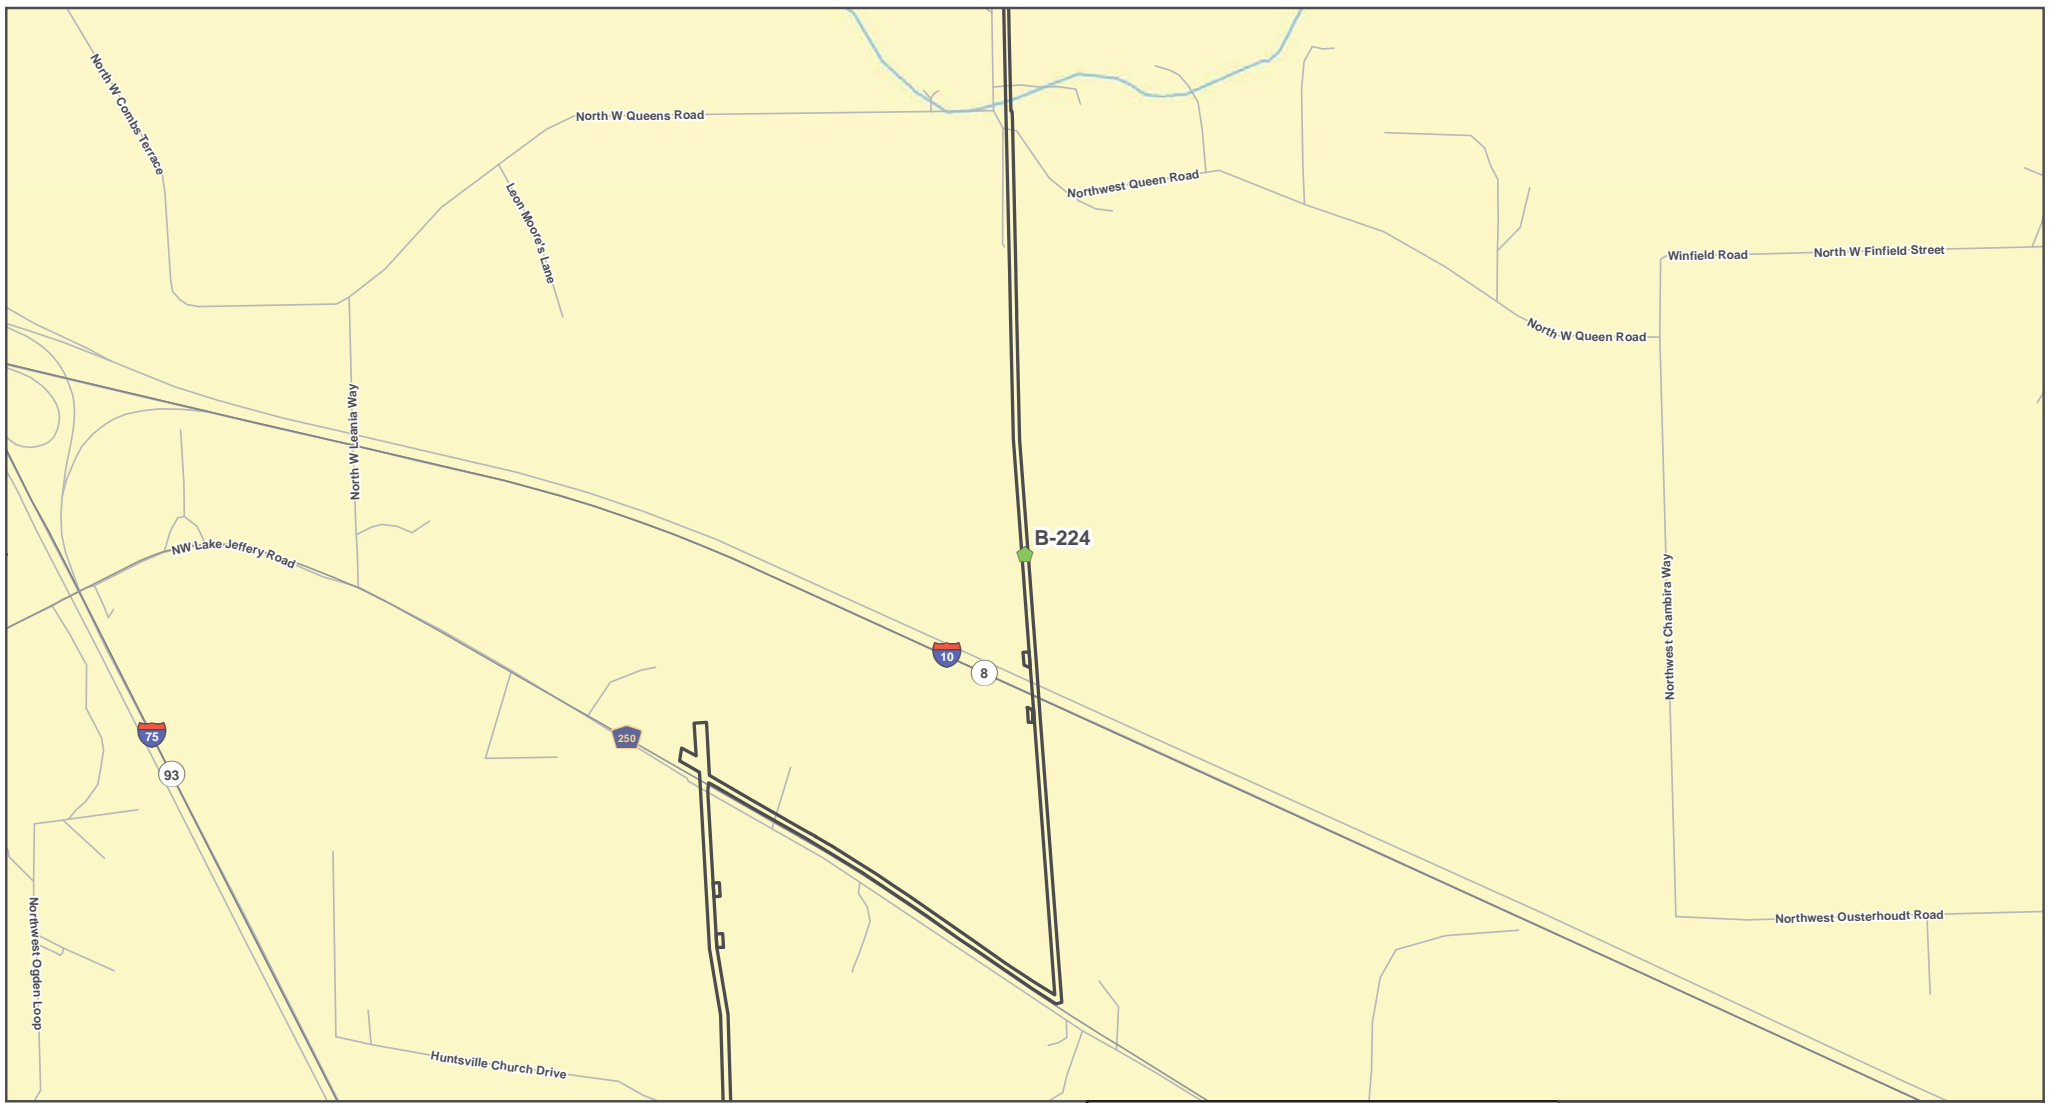 North W Combs Terrace
North W Queens Road
Leon Moore's Lane
Northwest Queen Road
Winfield Road
North W Finfield Street
North W Queen Road
North W Leania Way
NW Lake Jeffery Road
B-224
10
8
Northwest Chambira Way
75
93
250
Northwest Ousterhoudt Road
Northwest Ogden Loop
Huntsville Church Drive